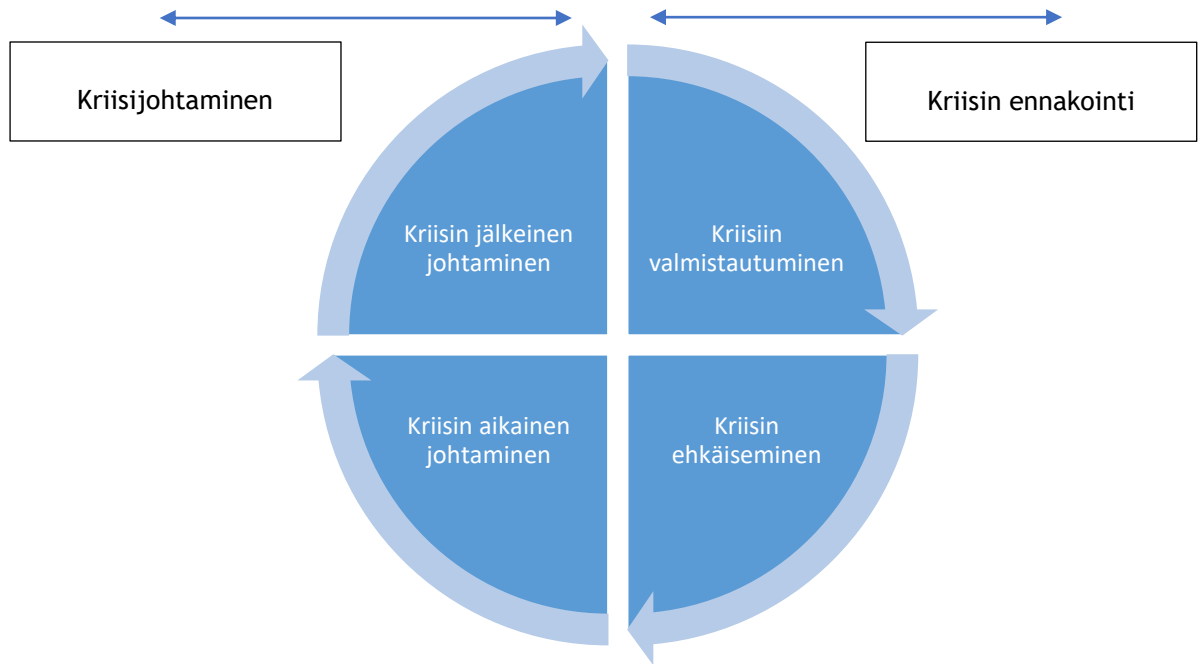 Kriisijohtaminen
Kriisin ennakointi
Kriisin jälkeinen
johtaminen
Kriisiin
valmistautuminen
Kriisin aikainen
johtaminen
Kriisin
ehkäiseminen